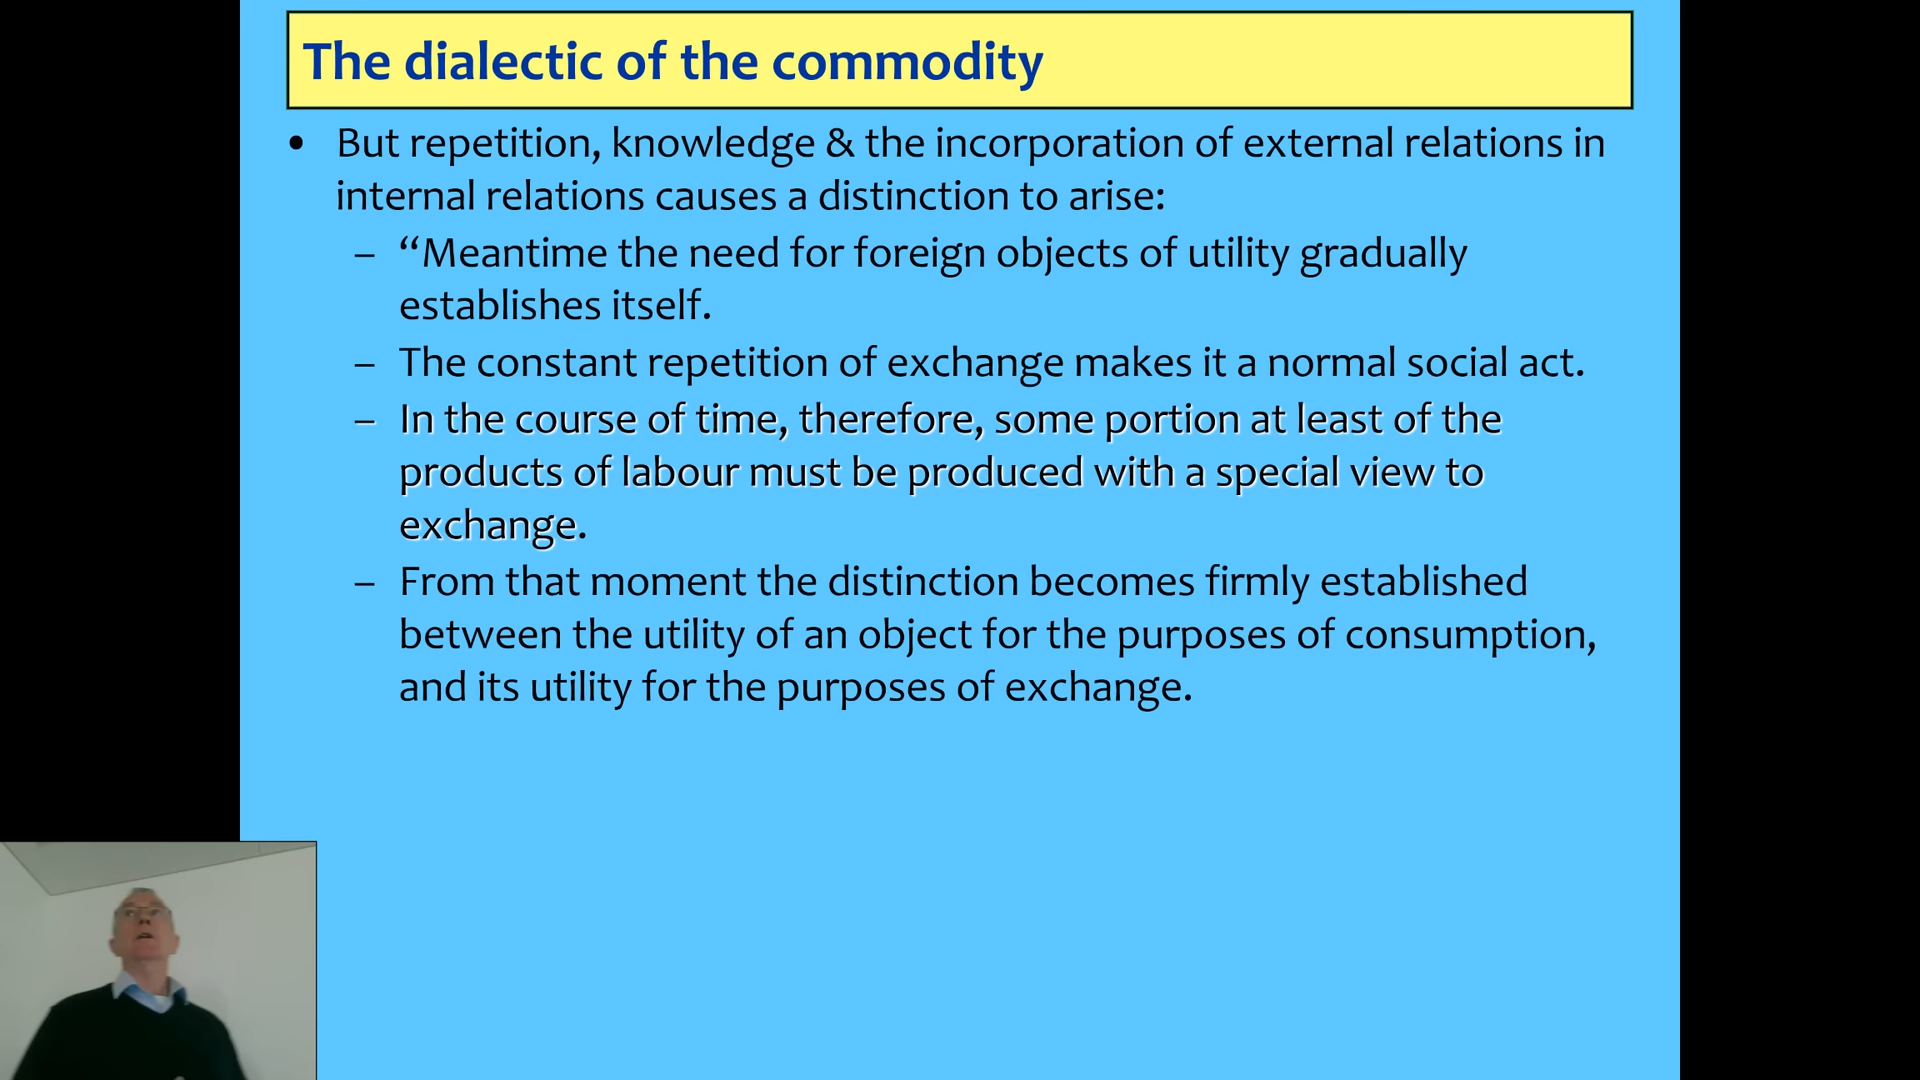 The dialectic of the commodity
• But repetition, knowledge & the incorporation of external relations in
internal relations causes a distinction to arise:
– “Meantime the need for foreign objects of utility gradually
establishes itself.
– The constant repetition of exchange makes it a normal social act.
– In the course of time, therefore, some portion at least of the
products of labour must be produced with a special view to
exchange.
– From that moment the distinction becomes firmly established
between the utility of an object for the purposes of consumption,
and its utility for the purposes of exchange.